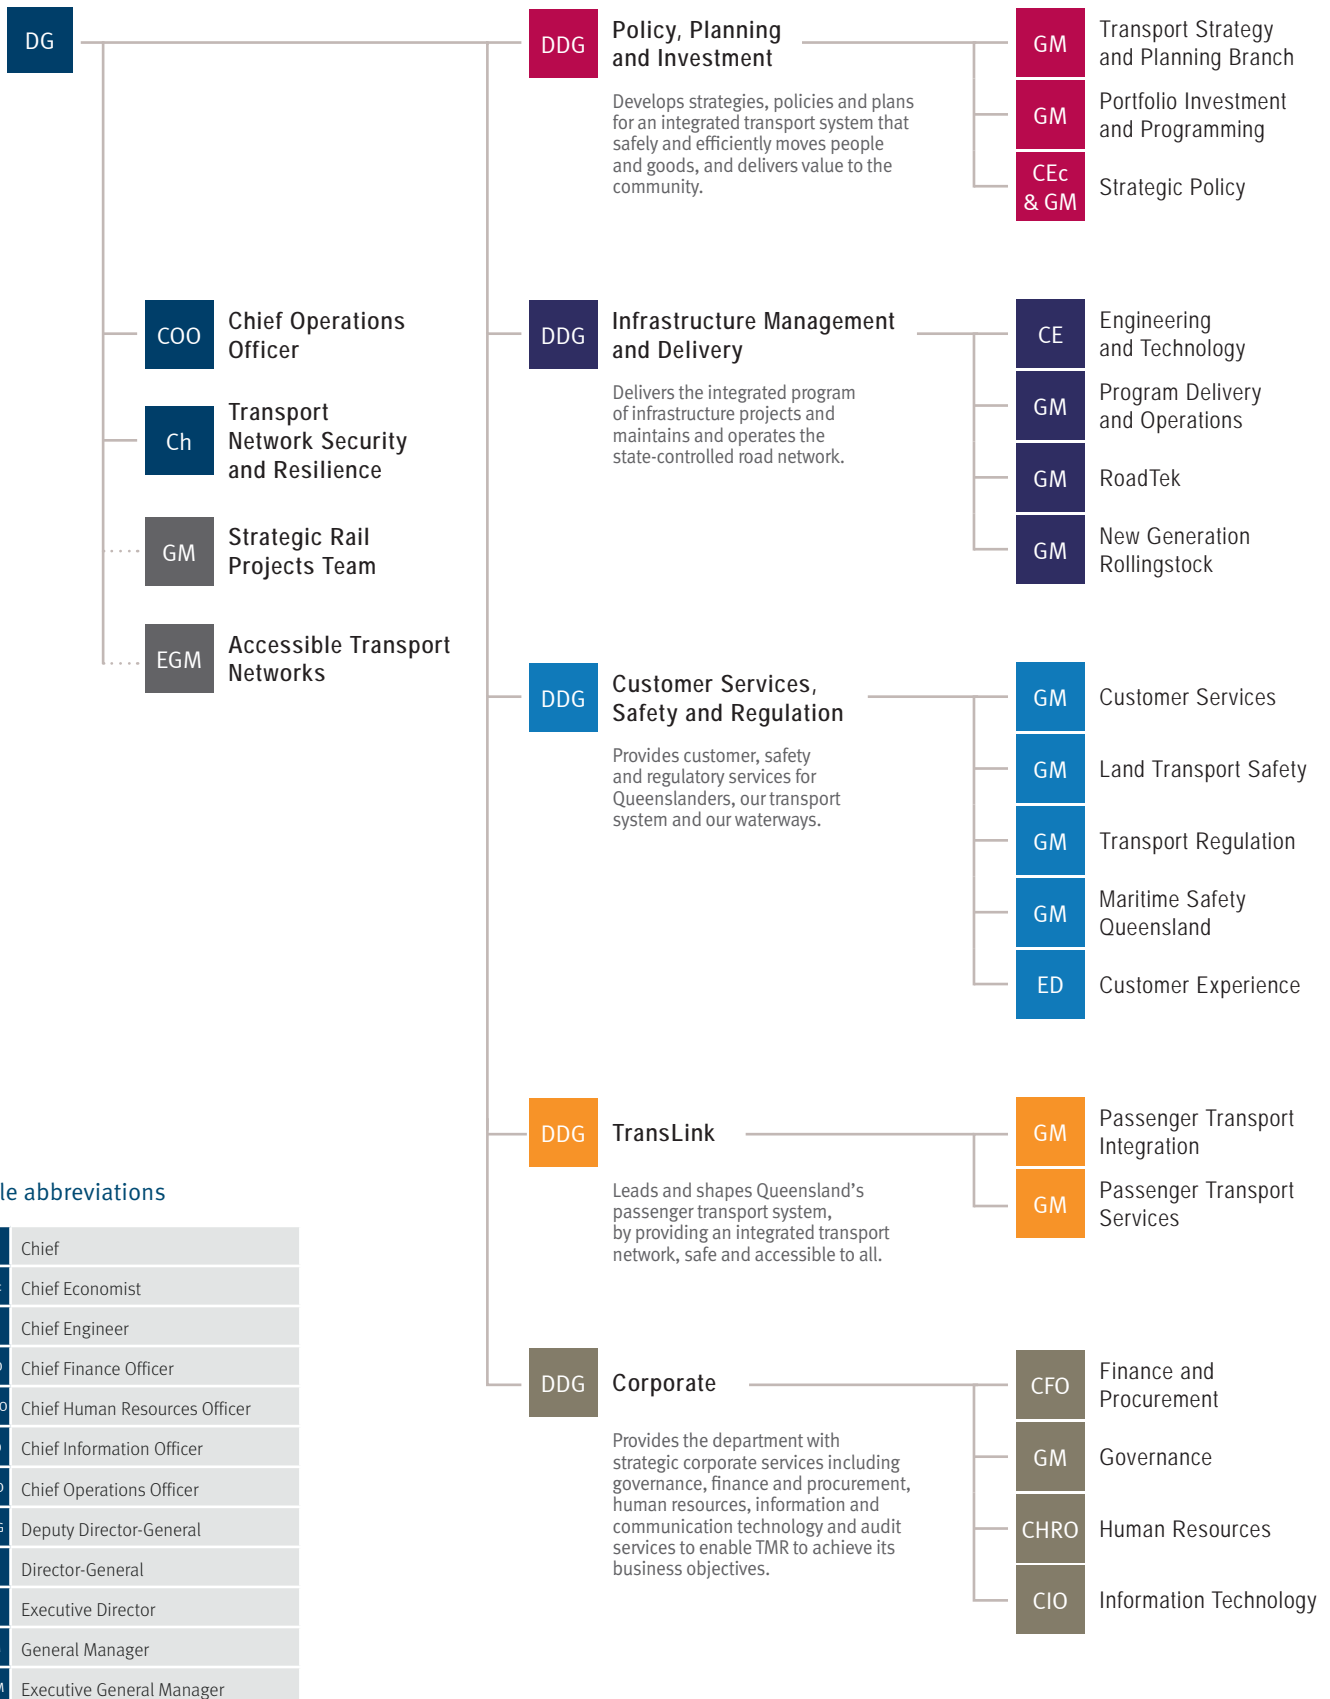 DG
DDG
Policy, Planning
and Investment
Develops strategies, policies and plans
for an integrated transport system that
safely and efficiently moves people
and goods, and delivers value to the
community.
GM
Transport Strategy
and Planning Branch
GM
Portfolio Investment
and Programming
CEc
& GM
Strategic Policy
COO
Chief Operations
Officer
Ch
Transport
Network Security
and Resilience
GM
Strategic Rail
Projects Team
EGM
Accessible Transport
Networks
DDG
Infrastructure Management
and Delivery
Delivers the integrated program
of infrastructure projects and
maintains and operates the
state-controlled road network.
CE
Engineering
and Technology
GM
Program Delivery
and Operations
GM
RoadTek
GM
New Generation
Rollingstock
DDG
Customer Services,
Safety and Regulation
Provides customer, safety
and regulatory services for
Queenslanders, our transport
system and our waterways.
GM
Customer Services
GM
Land Transport Safety
GM
Transport Regulation
GM
Maritime Safety
Queensland
ED
Customer Experience
DDG
TransLink
Leads and shapes Queensland's
passenger transport system,
by providing an integrated transport
network, safe and accessible to all.
GM
Passenger Transport
Integration
GM
Passenger Transport
Services
DDG
Corporate
Provides the department with
strategic corporate services including
governance, finance and procurement,
human resources, information and
communication technology and audit
services to enable TMR to achieve its
business objectives.
CFO
Finance and
Procurement
GM
Governance
CHRO
Human Resources
CIO
Information Technology
abbreviations
Chief
Chief Economist
Chief Engineer
Chief Finance Officer
Chief Human Resources Officer
Chief Information Officer
Chief Operations Officer
Deputy Director-General
Director-General
Executive Director
General Manager
Executive General Manager